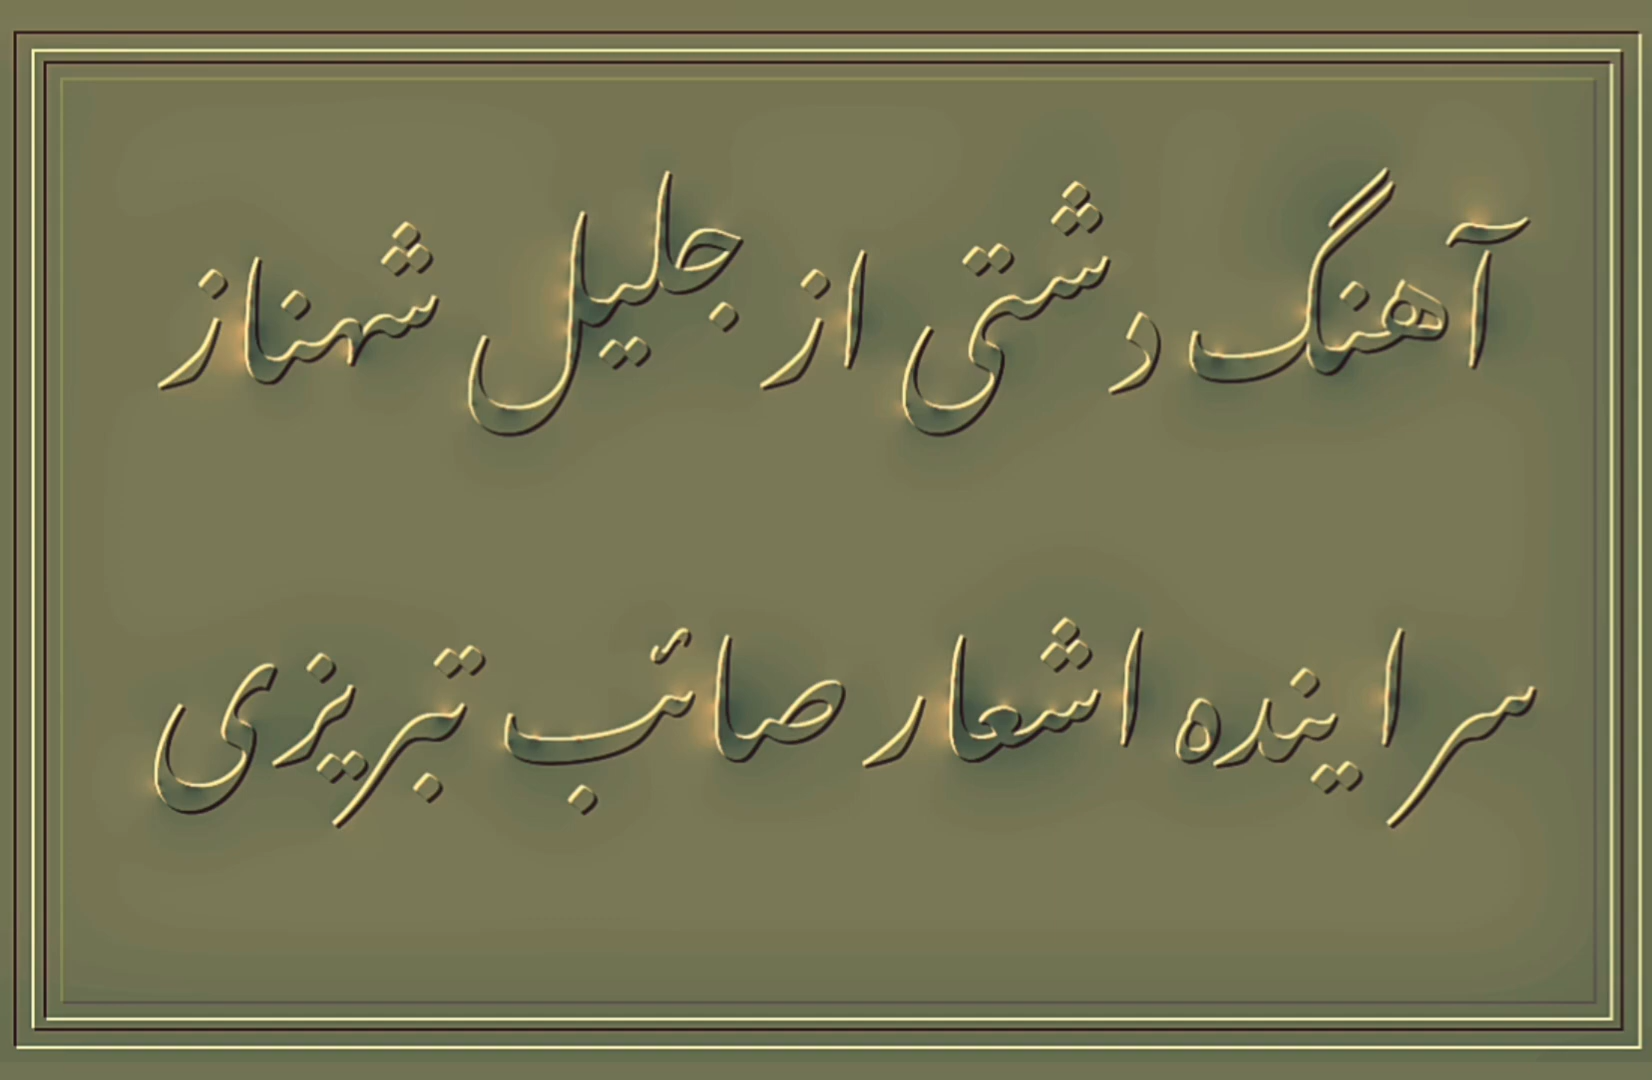 آهنگ دشتی از جلیل شهناز
سراینده اشعار صائب تبریزی